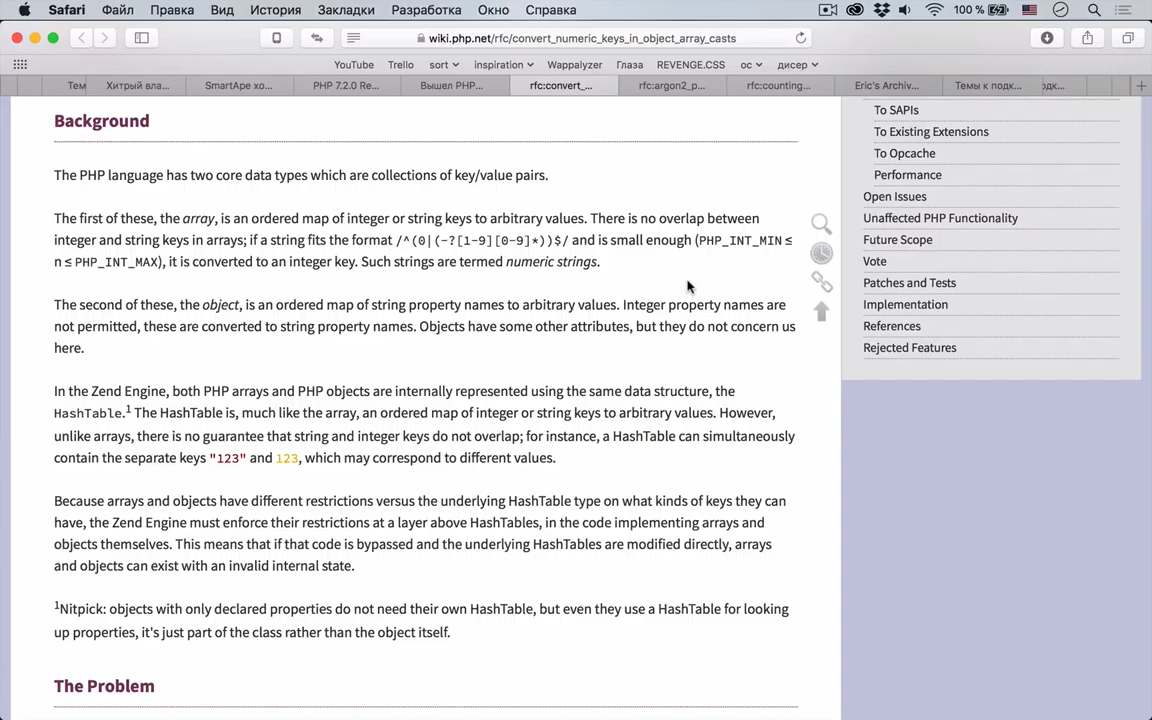 Safari Файл Правка Вид История Закладки Разработка Окно Справка 100 %
wiki.php.net/rfc/convert_numeric_keys_in_object_array_casts
YouTube Trello sort inspiration Wappalyzer Глаза REVENGE.CSS ос дисер
Тем Хитрый вла... SmartApe хо... PHP 7.2.0 Re... Вышел PHP... rfc:convert_... rfc:argon2_p... rfc:counting... Eric's Archiv... Темы к подк... одк...
Background
The PHP language has two core data types which are collections of key/value pairs.
The first of these, the array, is an ordered map of integer or string keys to arbitrary values. There is no overlap between
integer and string keys in arrays; if a string fits the format /^(0|(-?[1-9][0-9]*))$/ and is small enough (PHP_INT_MIN ≤
n ≤ PHP_INT_MAX), it is converted to an integer key. Such strings are termed numeric strings.
The second of these, the object, is an ordered map of string property names to arbitrary values. Integer property names are
not permitted, these are converted to string property names. Objects have some other attributes, but they do not concern us
here.
In the Zend Engine, both PHP arrays and PHP objects are internally represented using the same data structure, the
HashTable.1 The HashTable is, much like the array, an ordered map of integer or string keys to arbitrary values. However,
unlike arrays, there is no guarantee that string and integer keys do not overlap; for instance, a HashTable can simultaneously
contain the separate keys "123" and 123, which may correspond to different values.
Because arrays and objects have different restrictions versus the underlying HashTable type on what kinds of keys they can
have, the Zend Engine must enforce their restrictions at a layer above HashTables, in the code implementing arrays and
objects themselves. This means that if that code is bypassed and the underlying HashTables are modified directly, arrays
and objects can exist with an invalid internal state.
1Nitpick: objects with only declared properties do not need their own HashTable, but even they use a HashTable for looking
up properties, it's just part of the class rather than the object itself.
The Problem
To SAPIs
To Existing Extensions
To Opcache
Performance
Open Issues
Unaffected PHP Functionality
Future Scope
Vote
Patches and Tests
Implementation
References
Rejected Features